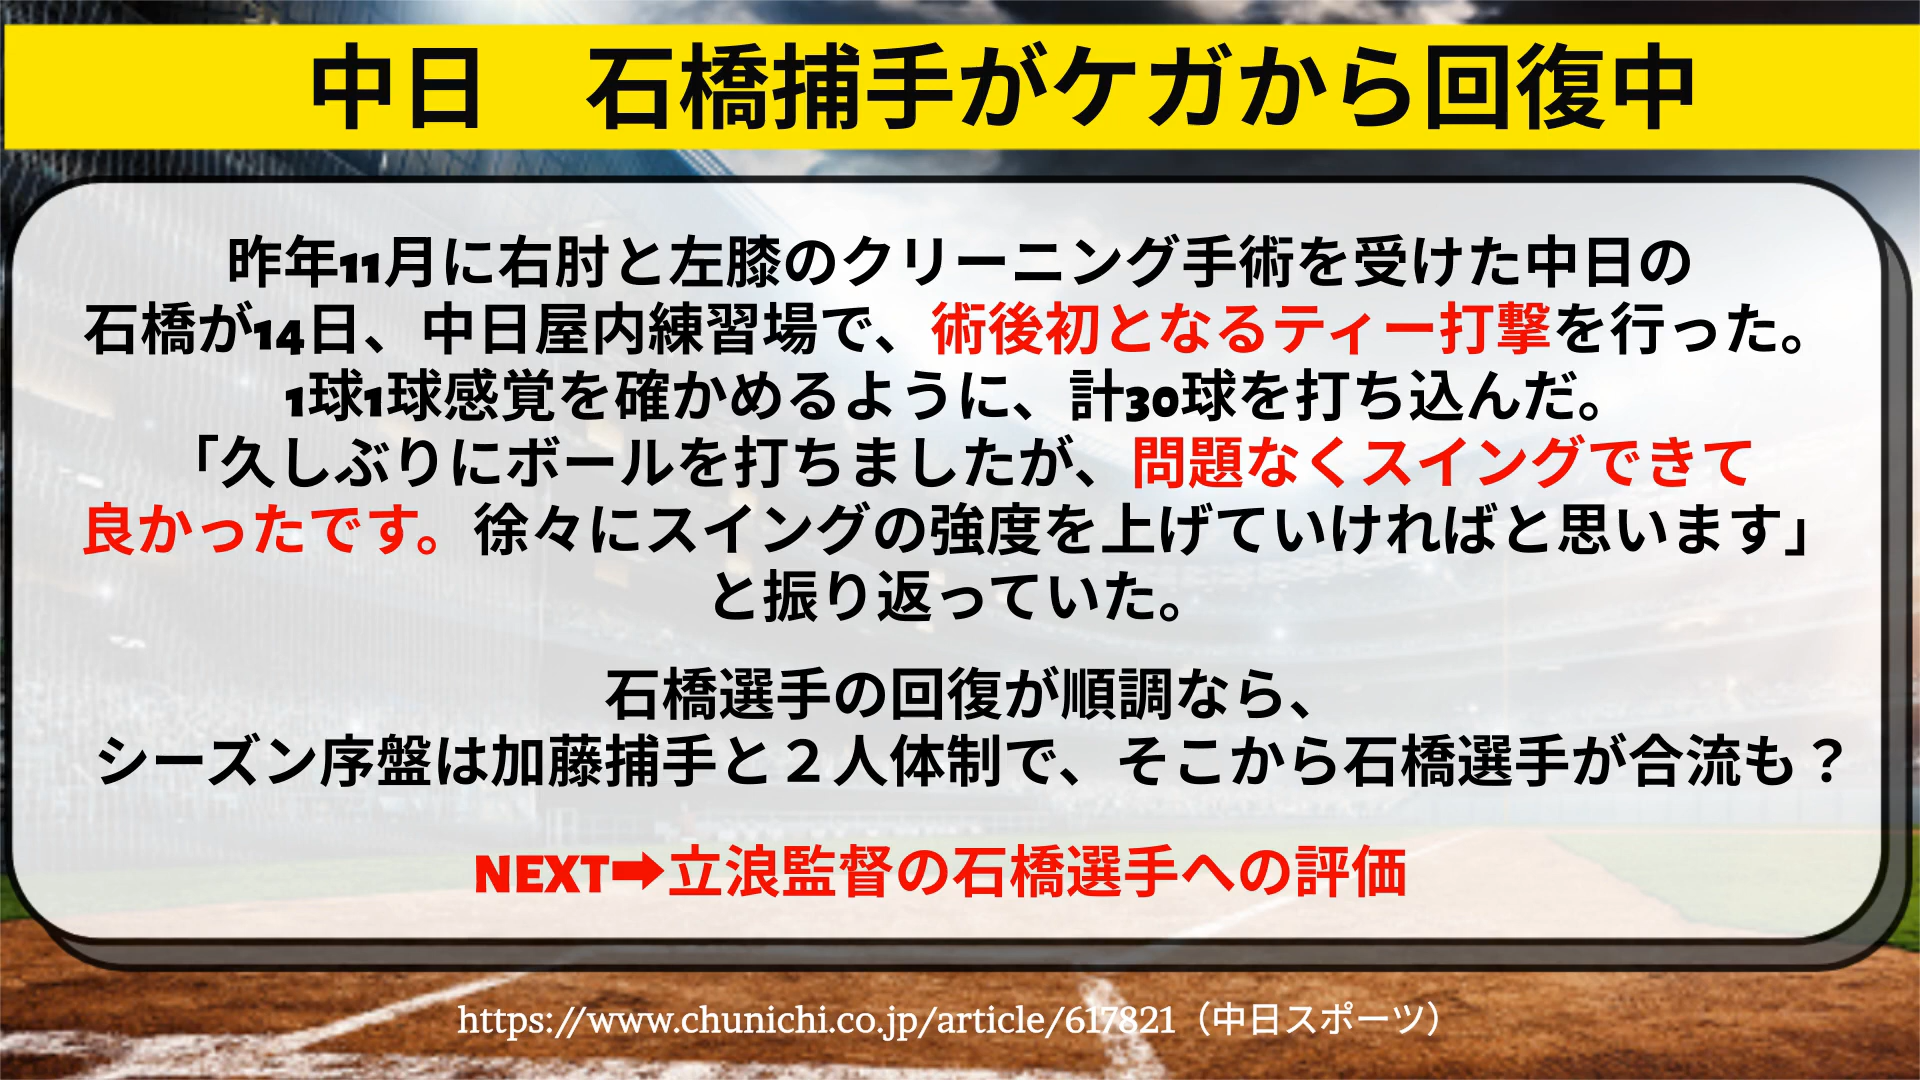 中日　石橋捕手がケガから回復中
昨年11月に右肘と左膝のクリーニング手術を受けた中日の
石橋が14日、中日屋内練習場で、術後初となるティー打撃を行った。
1球1球感覚を確かめるように、計30球を打ち込んだ。
「久しぶりにボールを打ちましたが、問題なくスイングできて
良かったです。徐々にスイングの強度を上げていければと思います」
と振り返っていた。
石橋選手の回復が順調なら、
シーズン序盤は加藤捕手と２人体制で、そこから石橋選手が合流も？
NEXT➡立浪監督の石橋選手への評価
https://www.chunichi.co.jp/article/617821（中日スポーツ）